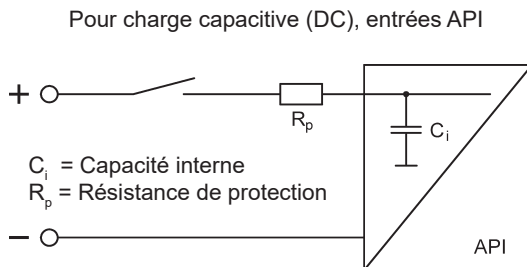 Pour charge capacitive (DC), entrées API
+
Rp
Ci
Ci = Capacité interne
Rp = Résistance de protection
−
API